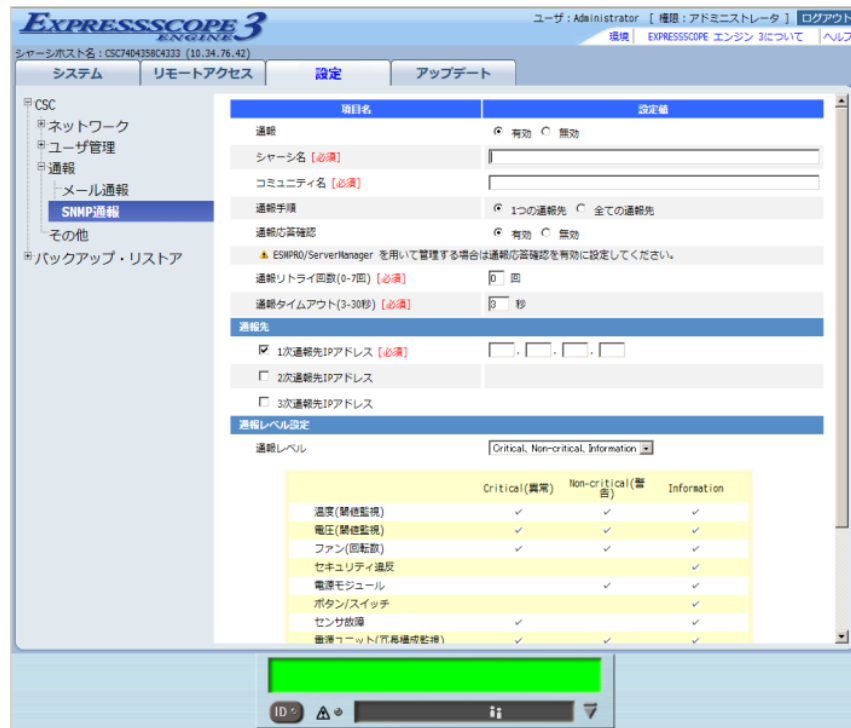 EXPRESSSCOPE ENGINE 3
ユーザ：Administrator [ 権限：アドミニストレータ ] ログアウト
環境 EXPRESSSCOPE エンジン 3について ヘルプ
シャーシホスト名：CSC74D4358C4333 (10.34.76.42)
システム リモートアクセス 設定 アップデート
CSC
ネットワーク
ユーザ管理
通報
メール通報
SNMP通報
その他
バックアップ・リストア
項目名 設定値
通報 有効 無効
シャーシ名 [必須]
コミュニティ名 [必須]
通報手順 1つの通報先 全ての通報先
通報応答確認 有効 無効
ESMPRO/ServerManager を用いて管理する場合は通報応答確認を有効に設定してください。
通報リトライ回数(0-7回) [必須] 0 回
通報タイムアウト(3-30秒) [必須] 3 秒
通報先
1次通報先IPアドレス [必須] . . .
2次通報先IPアドレス
3次通報先IPアドレス
通報レベル設定
通報レベル Critical、Non-critical、Information
Critical(異常) Non-critical(警告) Information
温度(閾値監視) ✓ ✓ ✓
電圧(閾値監視) ✓ ✓ ✓
ファン(回転数) ✓ ✓ ✓
セキュリティ違反 ✓
電源モジュール ✓ ✓
ボタン/スイッチ ✓
センサ故障 ✓ ✓
電源ユニット(冗長構成監視) ✓ ✓ ✓
ID